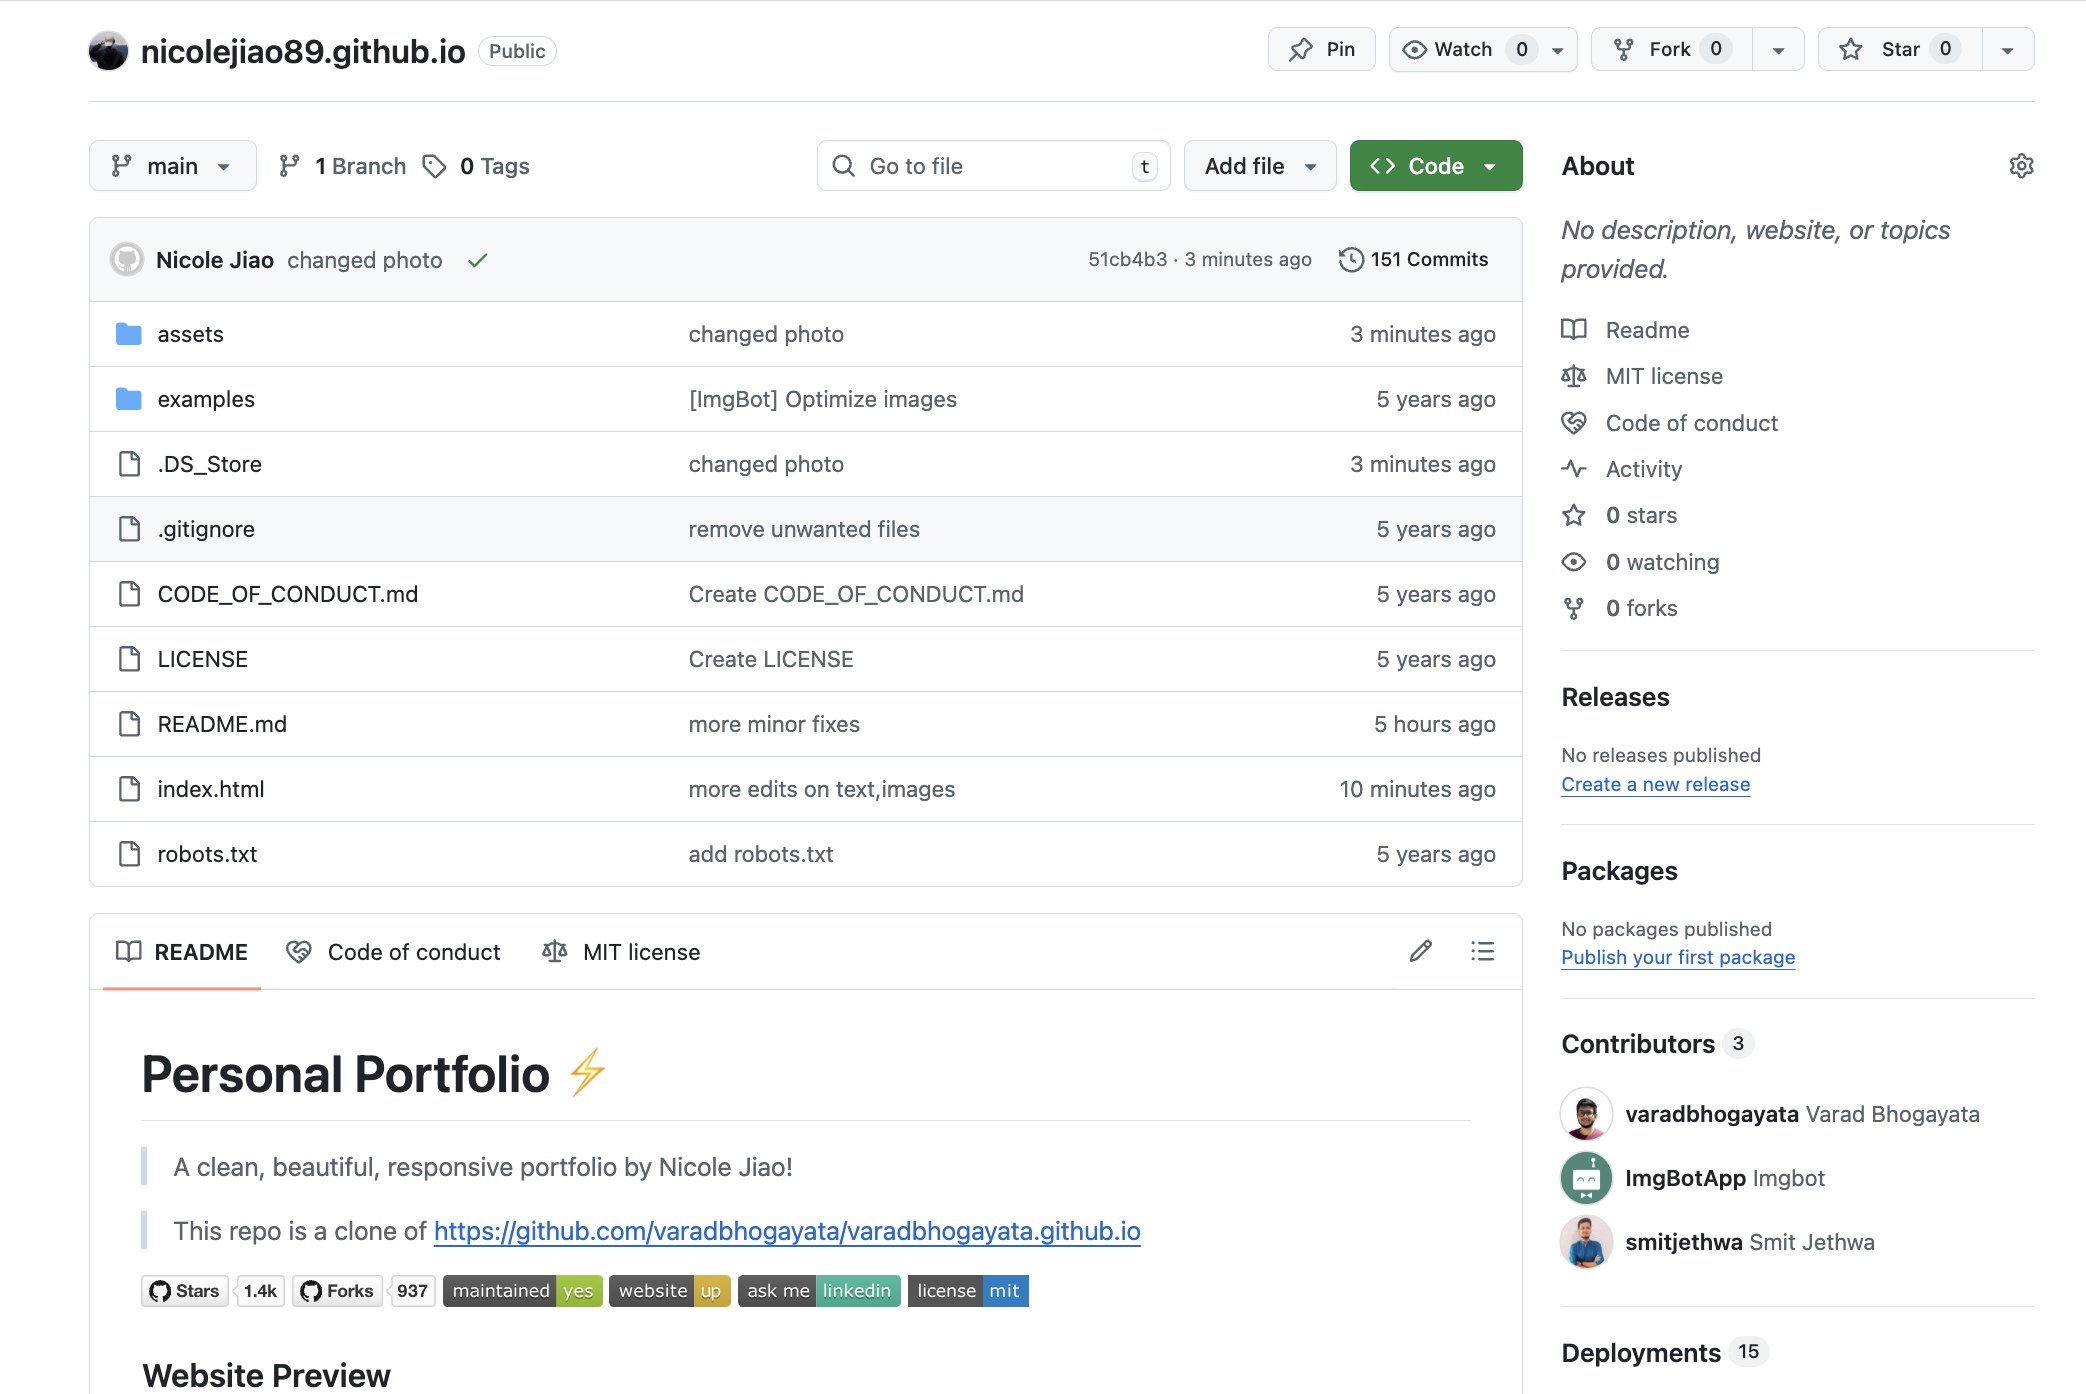 nicolejiao89.github.io Public Pin Watch 0 Fork 0 Star 0
main 1 Branch 0 Tags Go to file t Add file Code
Nicole Jiao changed photo 51cb4b3 · 3 minutes ago 151 Commits
assets changed photo 3 minutes ago
examples [ImgBot] Optimize images 5 years ago
.DS_Store changed photo 3 minutes ago
.gitignore remove unwanted files 5 years ago
CODE_OF_CONDUCT.md Create CODE_OF_CONDUCT.md 5 years ago
LICENSE Create LICENSE 5 years ago
README.md more minor fixes 5 hours ago
index.html more edits on text,images 10 minutes ago
robots.txt add robots.txt 5 years ago
README Code of conduct MIT license
Personal Portfolio ⚡
A clean, beautiful, responsive portfolio by Nicole Jiao!
This repo is a clone of https://github.com/varadbhogayata/varadbhogayata.github.io
Stars 1.4k Forks 937 maintained yes website up ask me linkedin license mit
Website Preview
About
No description, website, or topics
provided.
Readme
MIT license
Code of conduct
Activity
0 stars
0 watching
0 forks
Releases
No releases published
Create a new release
Packages
No packages published
Publish your first package
Contributors 3
varadbhogayata Varad Bhogayata
ImgBotApp Imgbot
smitjethwa Smit Jethwa
Deployments 15